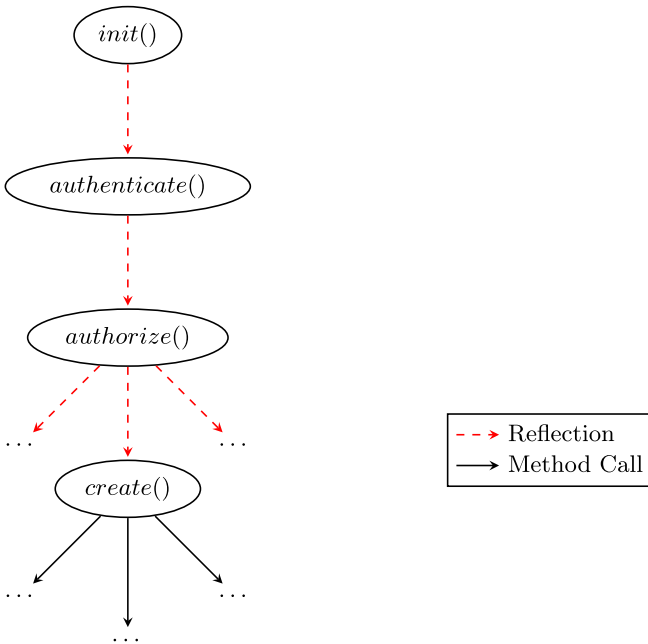 init()
authenticate()
authorize()
... ...
Reflection
Method Call
create()
... ...
...